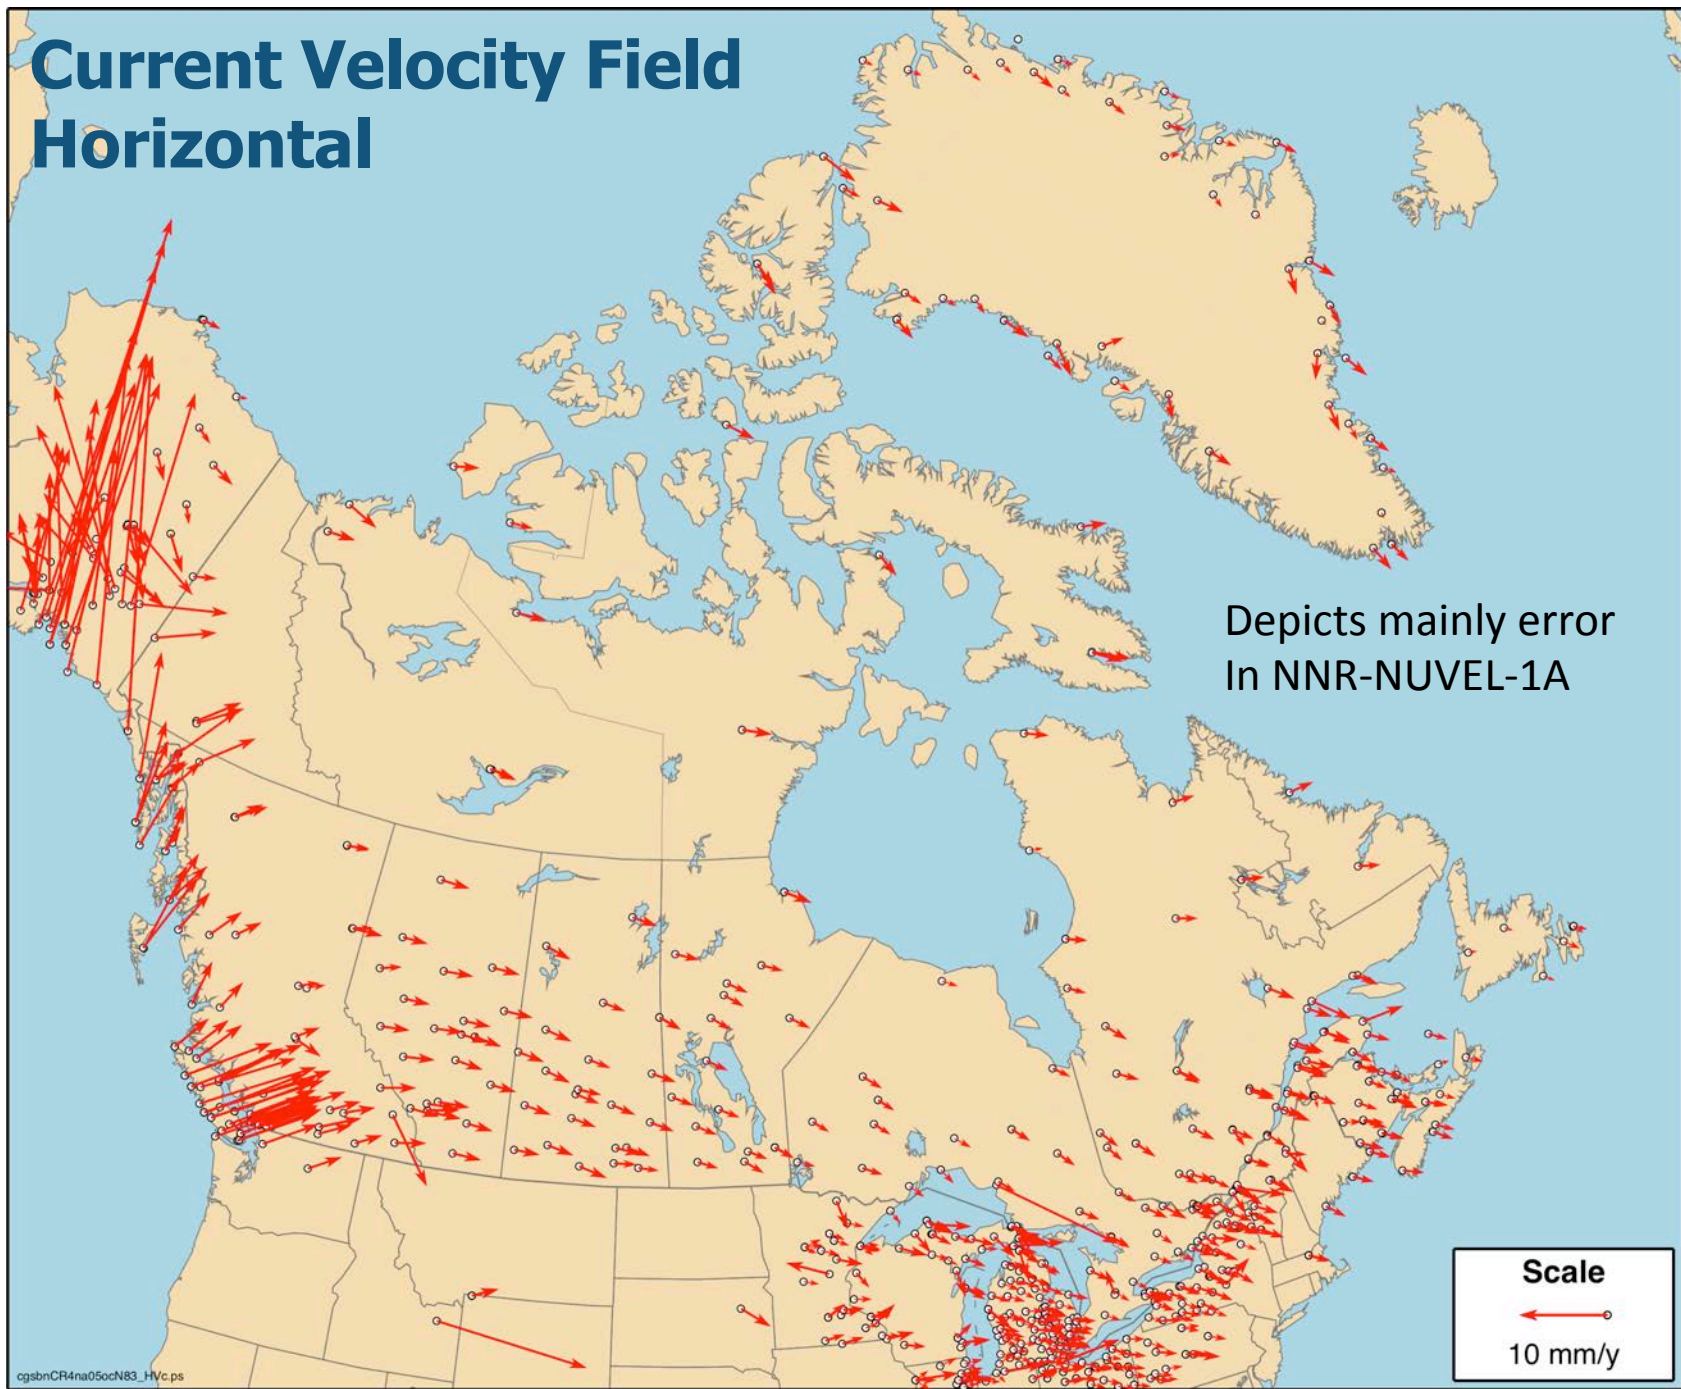 Current Velocity Field
Horizontal
Depicts mainly error
In NNR-NUVEL-1A
Scale
10 mm/y
cgsbnCR4na05ocN83_HVc.ps